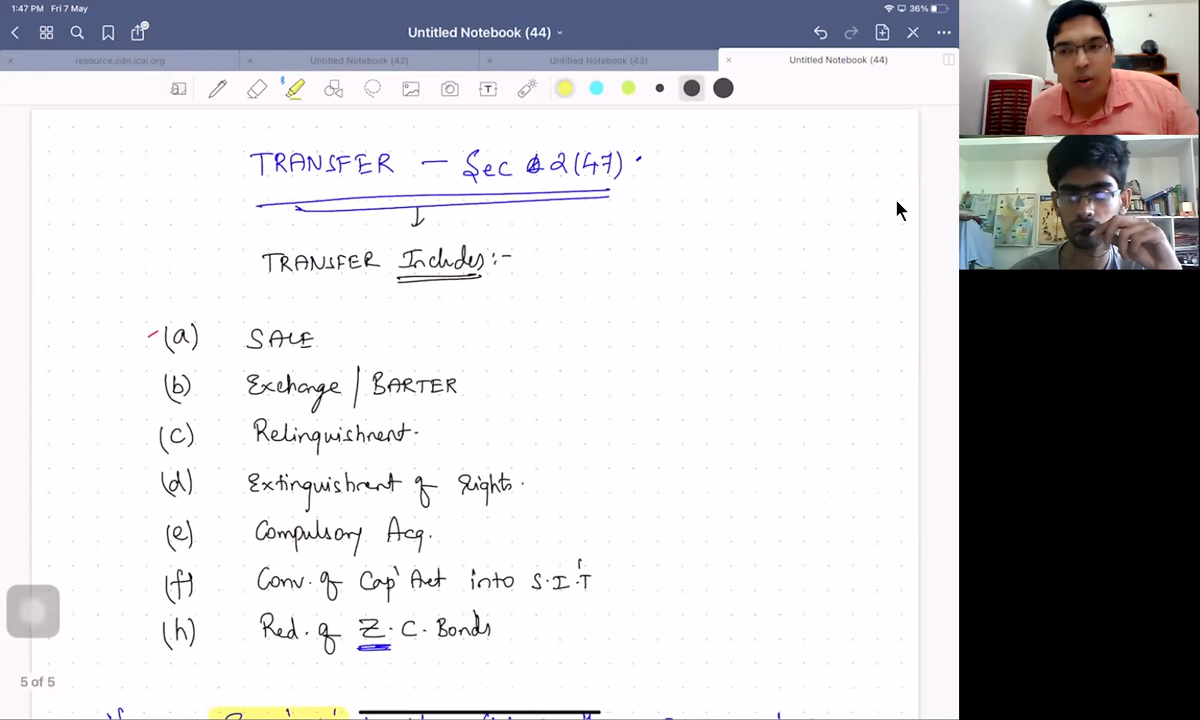 1:47 PM Fri 7 May
36%
Untitled Notebook (44)
resource.cdn.icai.org
Untitled Notebook (42)
Untitled Notebook (43)
Untitled Notebook (44)
TRANSFER — Sec 2(47)
TRANSFER Includes:-
(a) SALE
(b) Exchange / BARTER
(c) Relinquishment.
(d) Extinguishment of Rights.
(e) Compulsory Acq.
(f) Conv. of Cap' Asset into S.I.T
(h) Red. of Z.C. Bonds
5 of 5